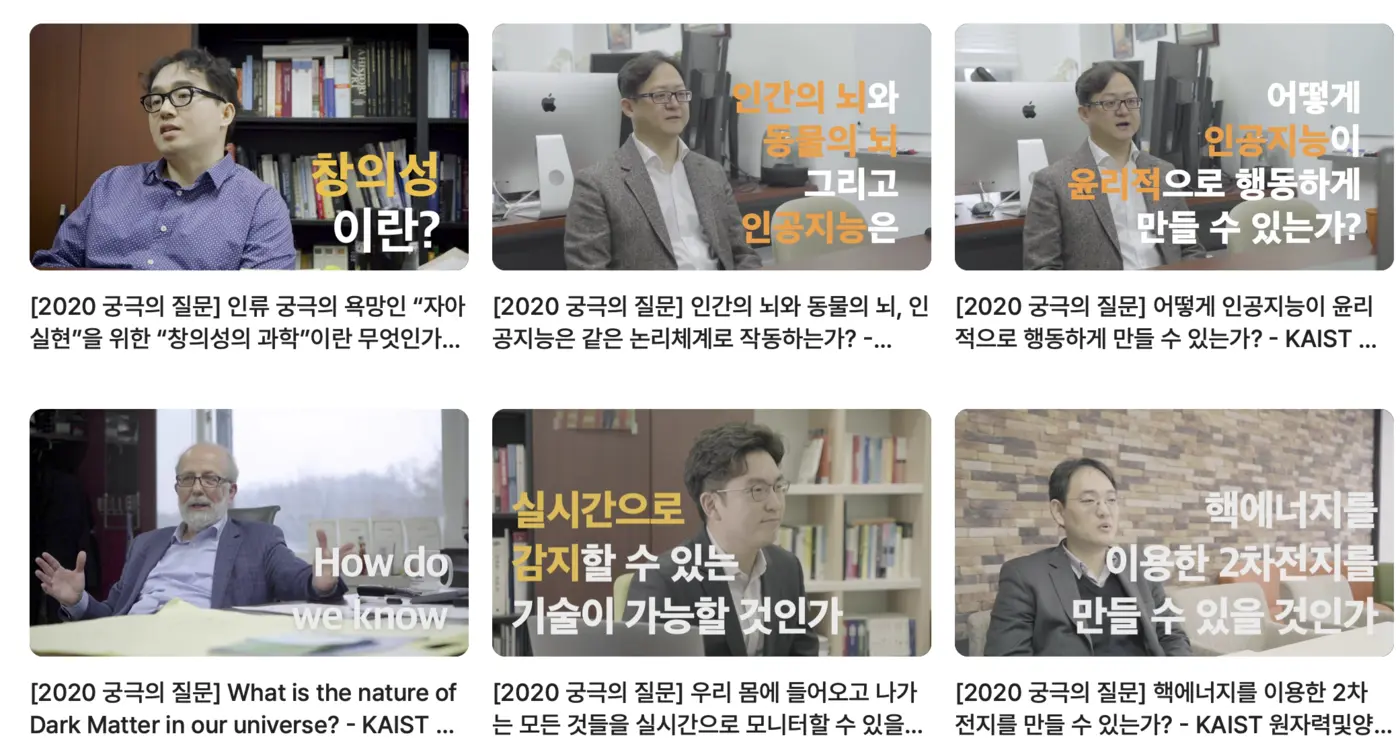 창의성
이란?
[2020 궁극의 질문] 인류 궁극의 욕망인 “자아
실현”을 위한 “창의성의 과학”이란 무엇인가...
인간의 뇌와
동물의 뇌
그리고
인공지능은
[2020 궁극의 질문] 인간의 뇌와 동물의 뇌, 인
공지능은 같은 논리체계로 작동하는가? -...
어떻게
인공지능이
윤리적으로 행동하게
만들 수 있는가?
[2020 궁극의 질문] 어떻게 인공지능이 윤리
적으로 행동하게 만들 수 있는가? - KAIST ...
How do
we know
[2020 궁극의 질문] What is the nature of
Dark Matter in our universe? - KAIST ...
실시간으로
감지할 수 있는
기술이 가능할 것인가
[2020 궁극의 질문] 우리 몸에 들어오고 나가
는 모든 것들을 실시간으로 모니터할 수 있을...
핵에너지를
이용한 2차전지를
만들 수 있을 것인가
[2020 궁극의 질문] 핵에너지를 이용한 2차
전지를 만들 수 있는가? - KAIST 원자력및양...